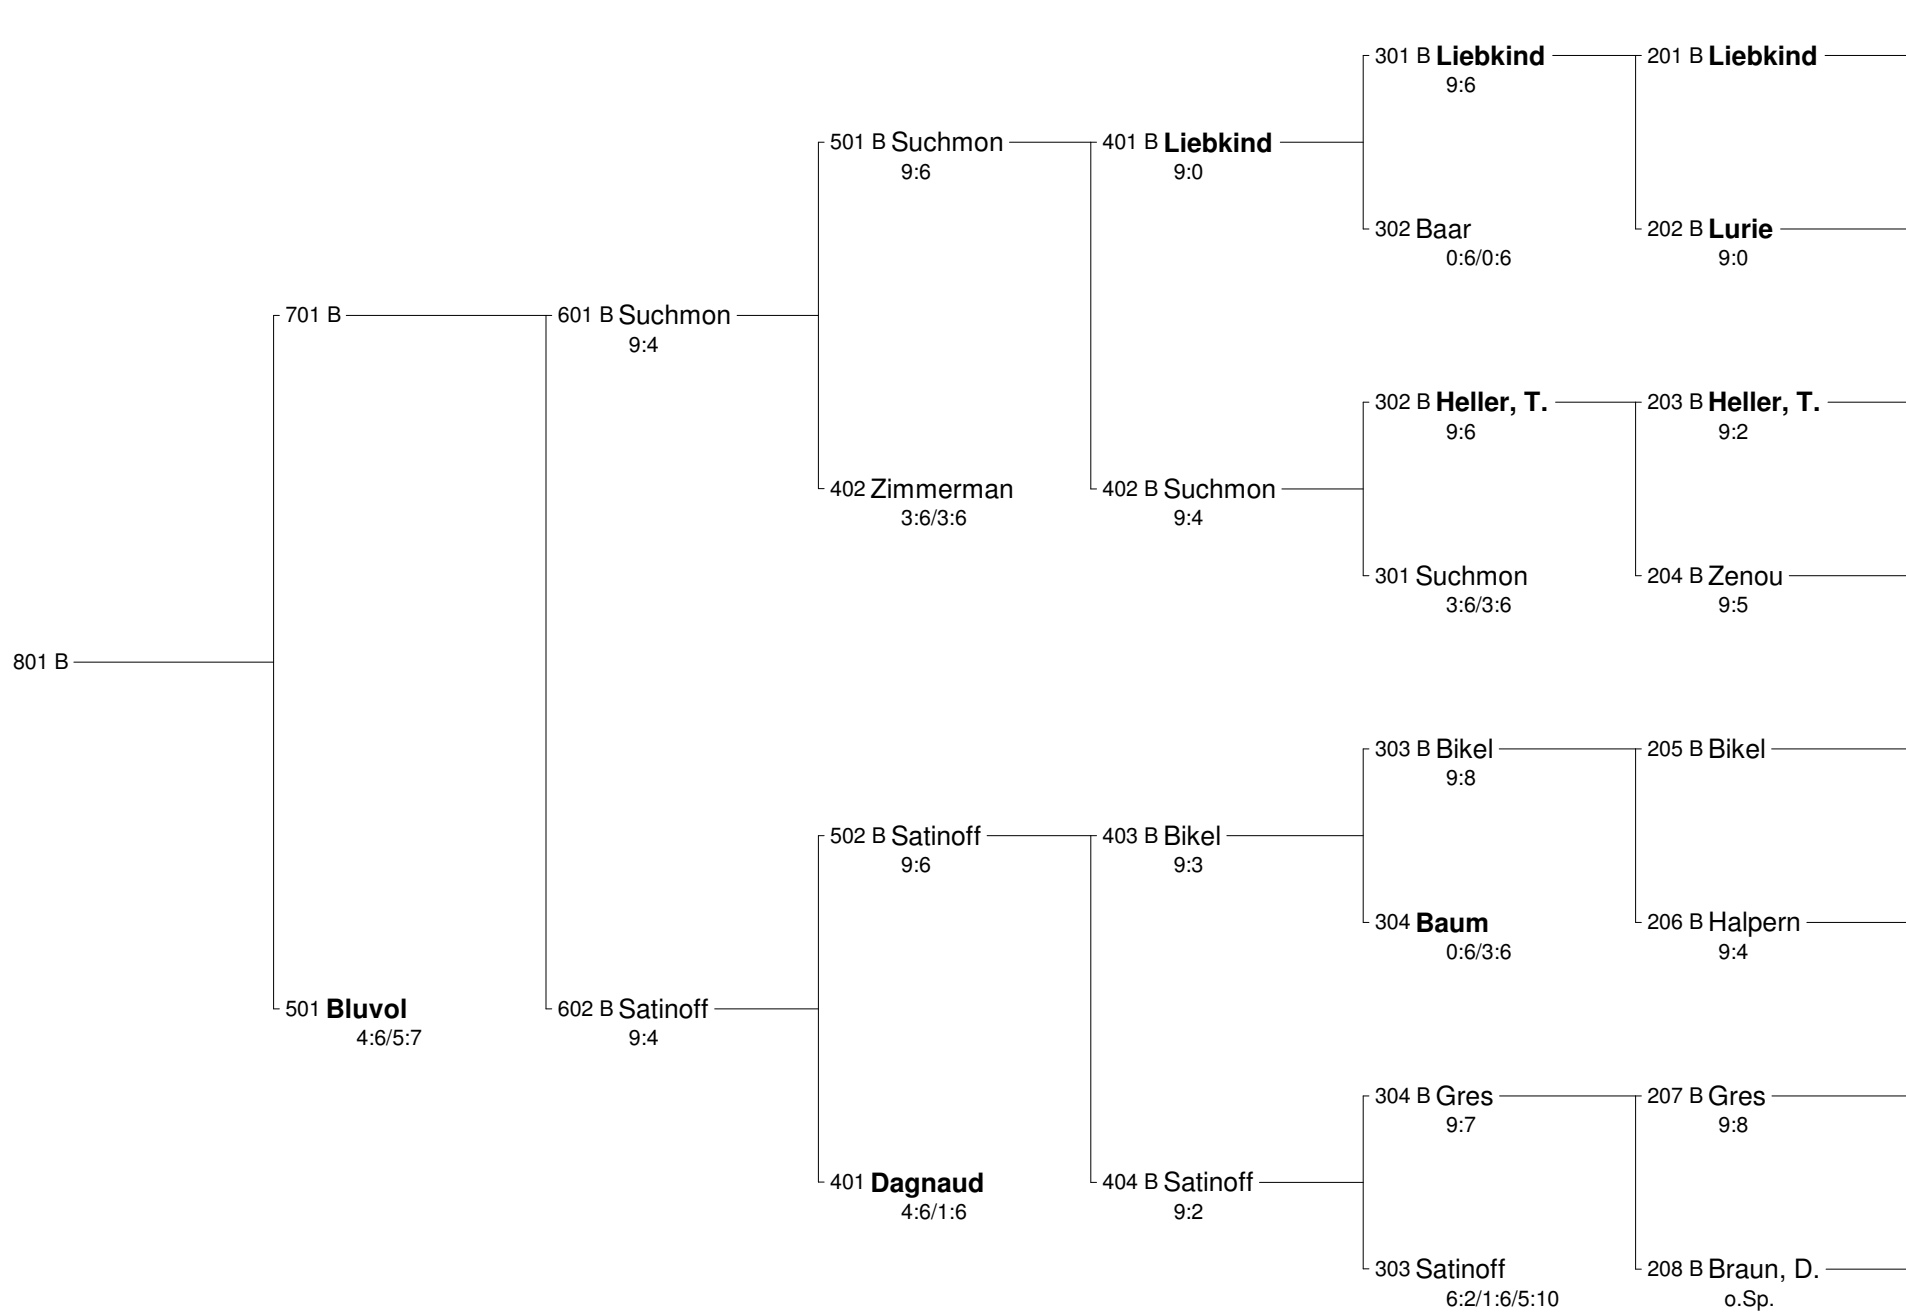 301 B Liebkind
201 B Liebkind
9:6
501 B Suchmon
401 B Liebkind
9:6
9:0
302 Baar
202 B Lurie
0:6/0:6
9:0
701 B
601 B Suchmon
9:4
302 B Heller, T.
203 B Heller, T.
9:6
9:2
402 Zimmerman
402 B Suchmon
3:6/3:6
9:4
301 Suchmon
204 B Zenou
3:6/3:6
9:5
801 B
303 B Bikel
205 B Bikel
9:8
502 B Satinoff
403 B Bikel
9:6
9:3
304 Baum
206 B Halpern
0:6/3:6
9:4
501 Bluvol
602 B Satinoff
4:6/5:7
9:4
304 B Gres
207 B Gres
9:7
9:8
401 Dagnaud
404 B Satinoff
4:6/1:6
9:2
303 Satinoff
208 B Braun, D.
6:2/1:6/5:10
o.Sp.